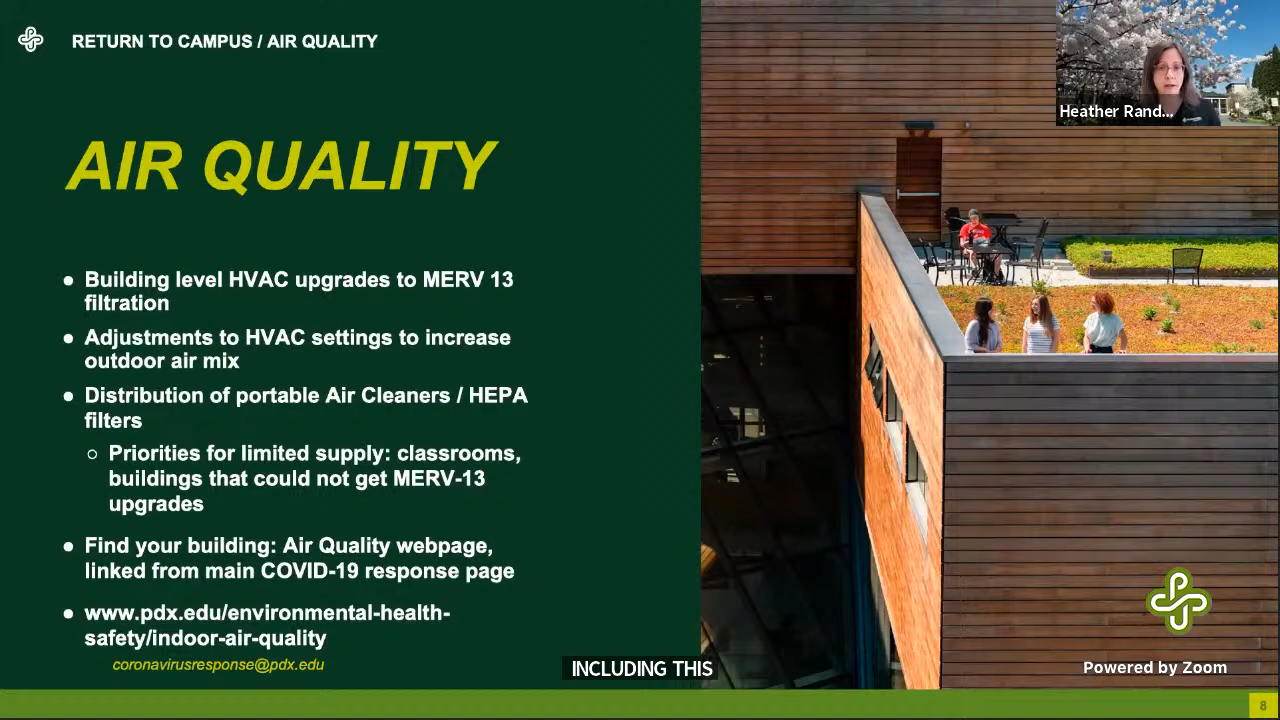 RETURN TO CAMPUS / AIR QUALITY
Heather Rand...
AIR QUALITY
● Building level HVAC upgrades to MERV 13
filtration
● Adjustments to HVAC settings to increase
outdoor air mix
● Distribution of portable Air Cleaners / HEPA
filters
○ Priorities for limited supply: classrooms,
buildings that could not get MERV-13
upgrades
● Find your building: Air Quality webpage,
linked from main COVID-19 response page
● www.pdx.edu/environmental-health-
safety/indoor-air-quality
coronavirusresponse@pdx.edu
INCLUDING THIS
Powered by Zoom
8